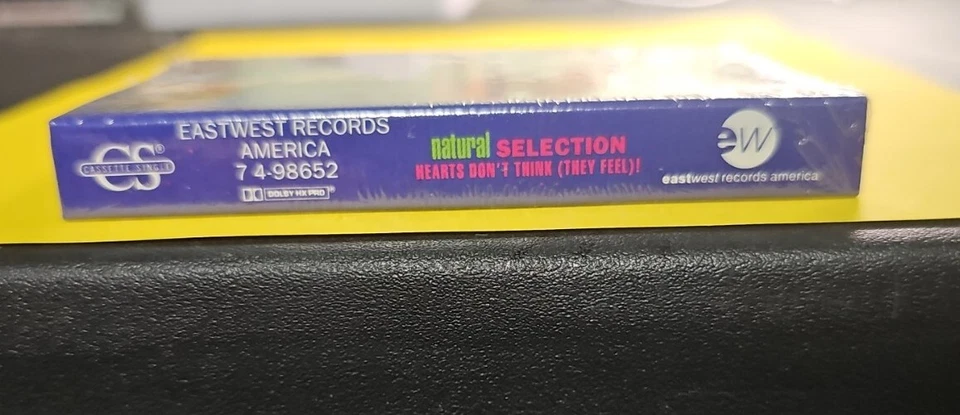 CS®
CASSETTE SINGLE
EASTWEST RECORDS
AMERICA
7 4-98652
DOLBY HX PRO®
natural SELECTION
HEARTS DON'T THINK (THEY FEEL)!
ew
eastwest records america